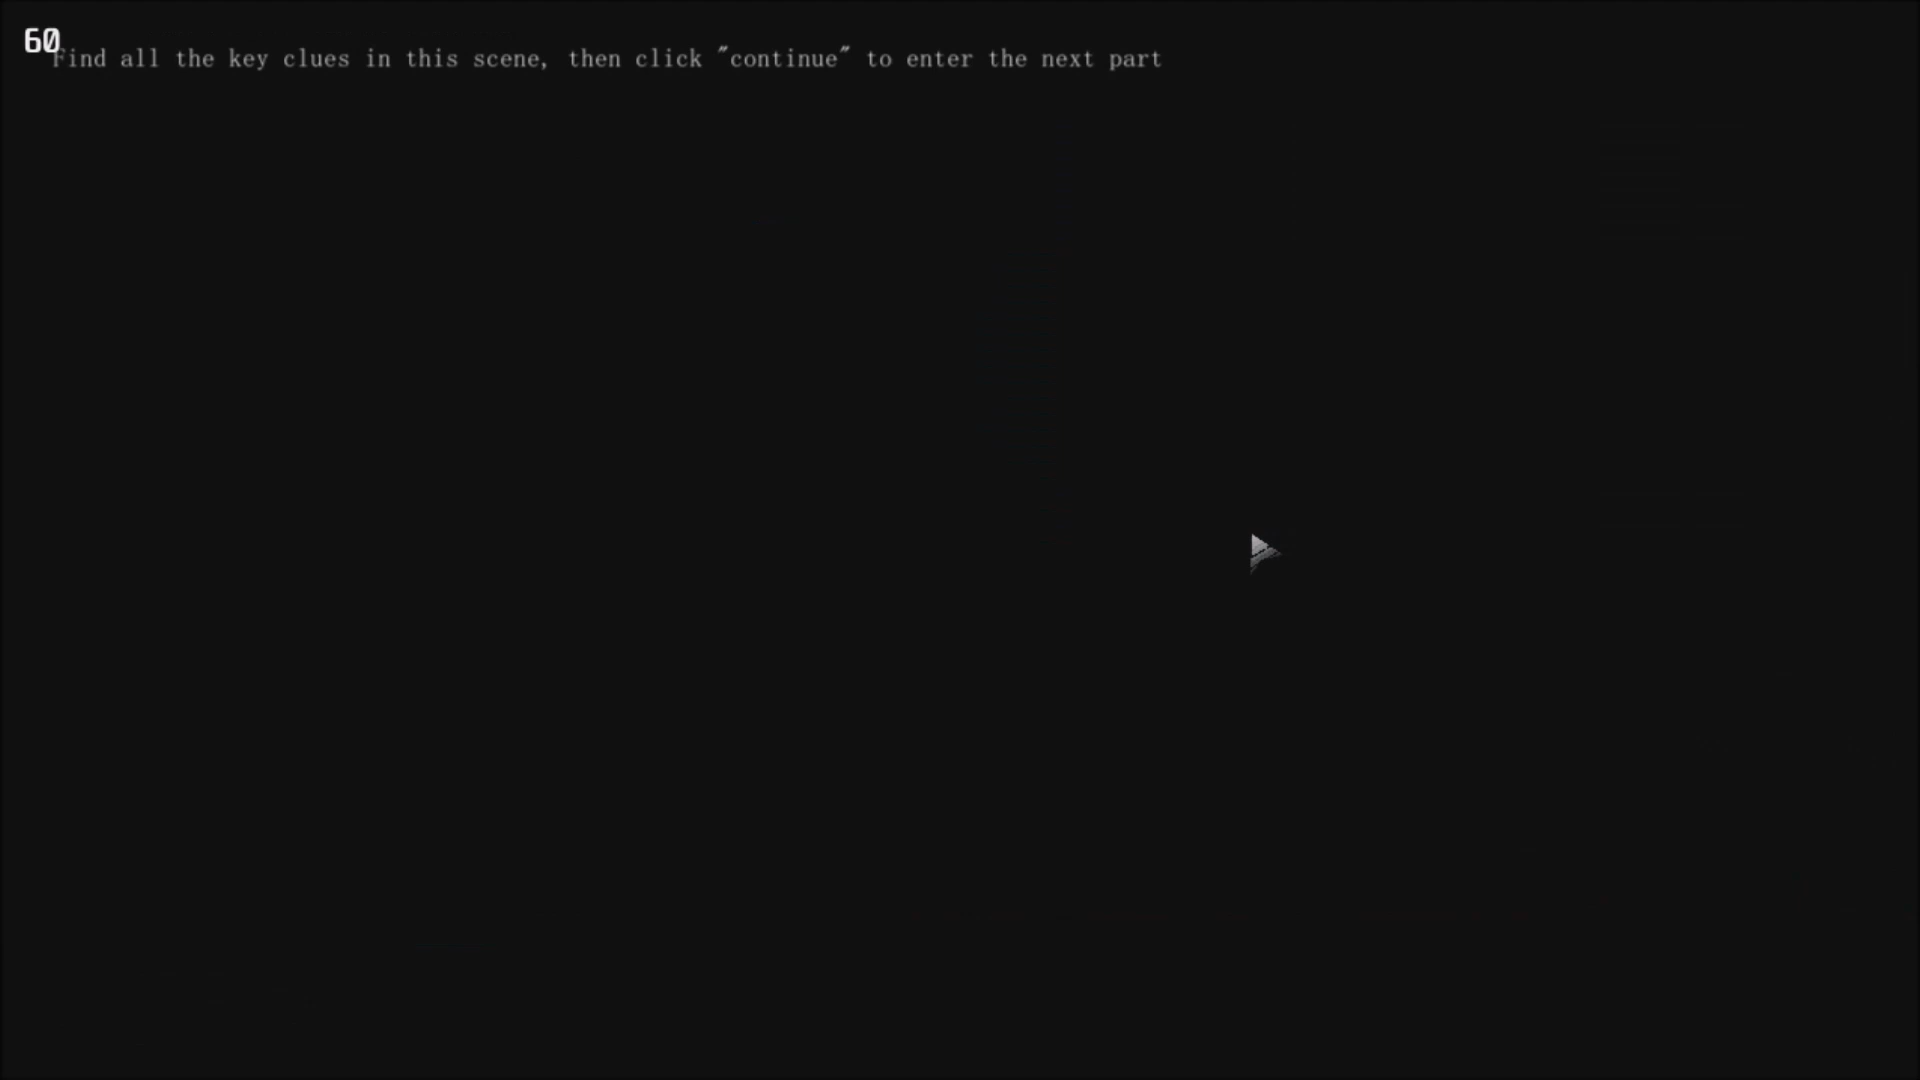 60
Find all the key clues in this scene, then click "continue" to enter the next part